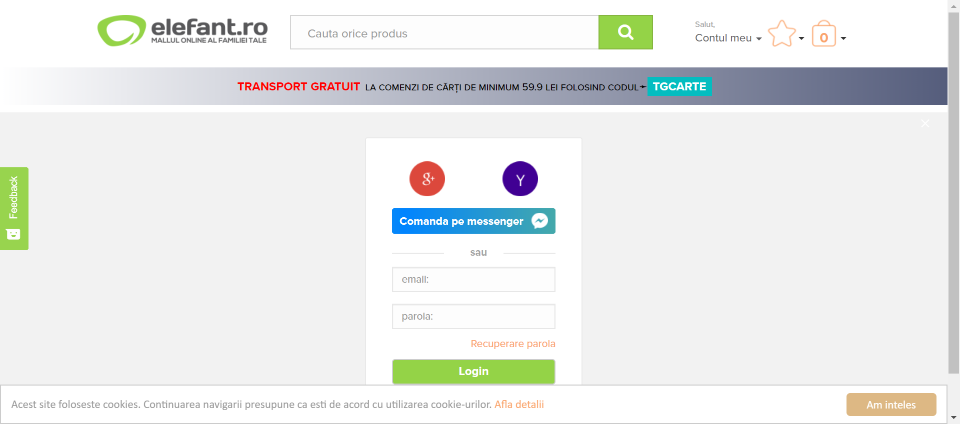 elefant.ro
MALLUL ONLINE AL FAMILIEI TALE
Cauta orice produs
Salut,
Contul meu
0
TRANSPORT GRATUIT LA COMENZI DE CĂRȚI DE MINIMUM 59.9 LEI FOLOSIND CODUL TGCARTE
Feedback
g+
Y
Comanda pe messenger
sau
email:
parola:
Recuperare parola
Login
Acest site foloseste cookies. Continuarea navigarii presupune ca esti de acord cu utilizarea cookie-urilor. Afla detalii
Am inteles